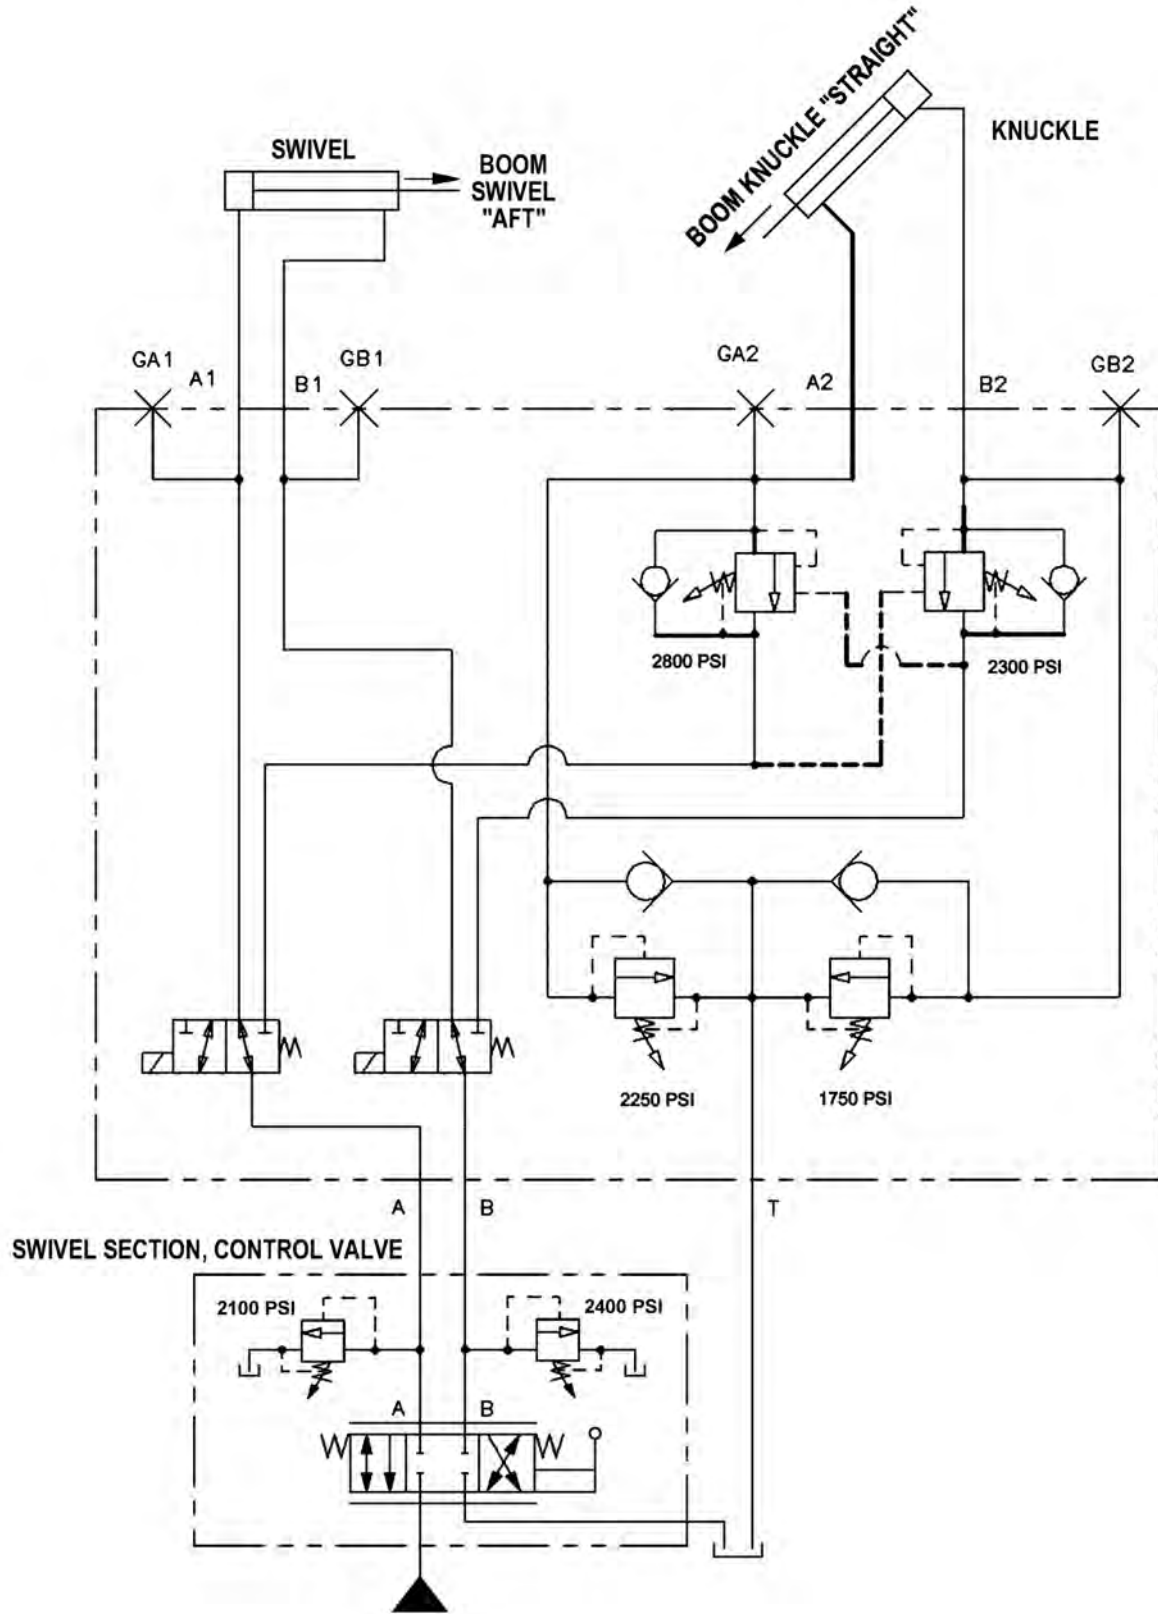 BOOM KNUCKLE "STRAIGHT"
KNUCKLE
SWIVEL
BOOM
SWIVEL
"AFT"
GA1
A1
B1
GB1
GA2
A2
B2
GB2
2800 PSI
2300 PSI
2250 PSI
1750 PSI
A
B
T
SWIVEL SECTION, CONTROL VALVE
2100 PSI
2400 PSI
A
B